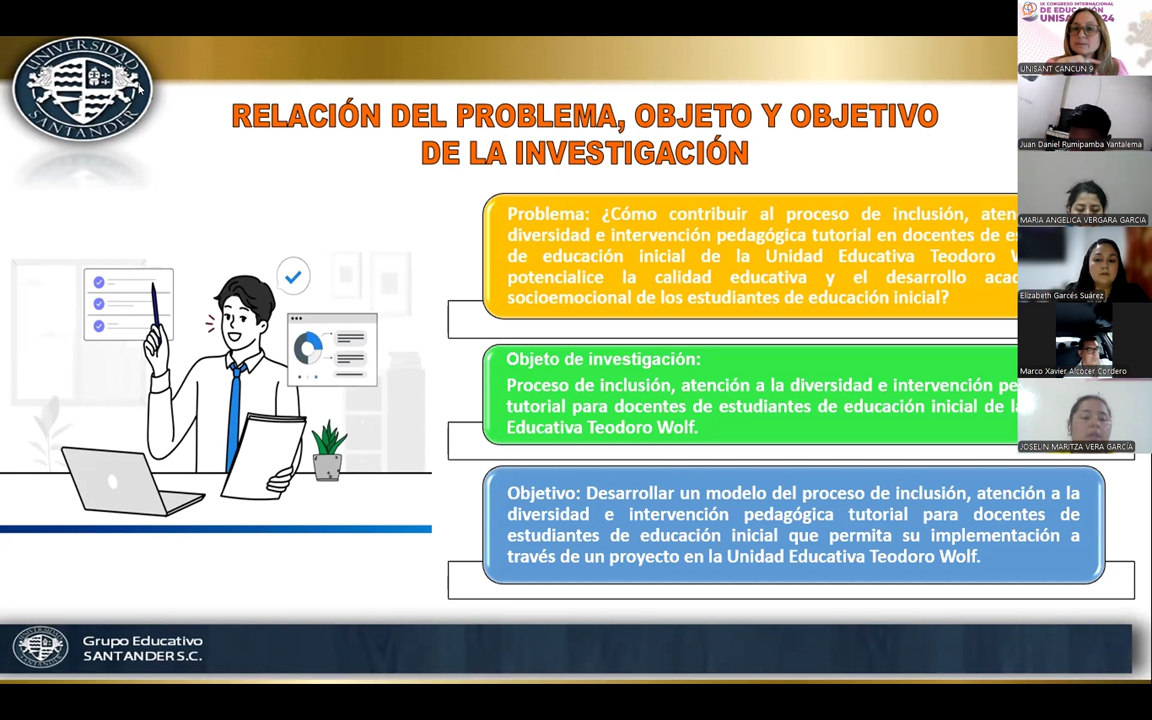 UNIVERSIDAD
SANTANDER
RELACIÓN DEL PROBLEMA, OBJETO Y OBJETIVO
DE LA INVESTIGACIÓN
Problema: ¿Cómo contribuir al proceso de inclusión,
diversidad e intervención pedagógica tutorial en docentes de
de educación inicial de la Unidad Educativa Teodoro
potencialice la calidad educativa y el desarrollo
socioemocional de los estudiantes de educación inicial?
Objeto de investigación:
Proceso de inclusión, atención a la diversidad e intervención
tutorial para docentes de estudiantes de educación inicial de
Educativa Teodoro Wolf.
Objetivo: Desarrollar un modelo del proceso de inclusión, atención a la
diversidad e intervención pedagógica tutorial para docentes de
estudiantes de educación inicial que permita su implementación a
través de un proyecto en la Unidad Educativa Teodoro Wolf.
Grupo Educativo
SANTANDER S.C.
IX CONGRESO INTERNACIONAL
DE EDUCACIÓN
UNISANT CANCUN 9
Juan Daniel Rumipamba Yantalema
MARIA ANGELICA VERGARA GARCIA
Elizabeth Garcés Suárez
Marco Xavier Alcocer Cordero
JOSELIN MARITZA VERA GARCÍA